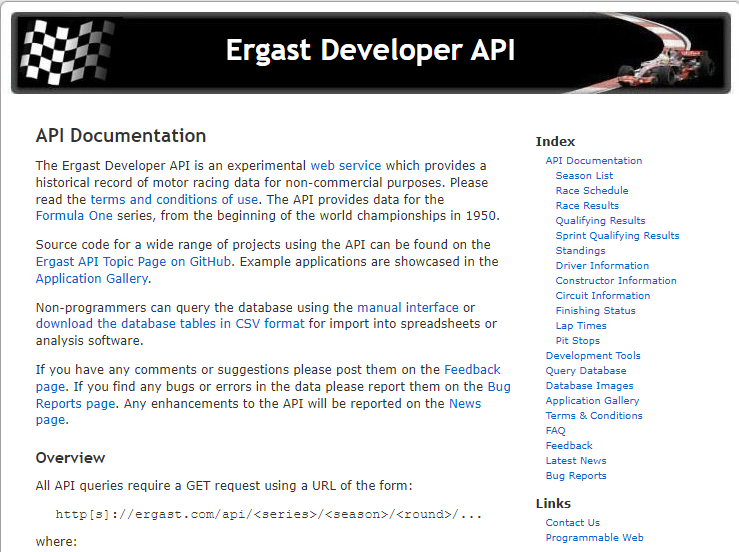 Ergast Developer API
API Documentation
The Ergast Developer API is an experimental web service which provides a
historical record of motor racing data for non-commercial purposes. Please
read the terms and conditions of use. The API provides data for the
Formula One series, from the beginning of the world championships in 1950.
Source code for a wide range of projects using the API can be found on the
Ergast API Topic Page on GitHub. Example applications are showcased in the
Application Gallery.
Non-programmers can query the database using the manual interface or
download the database tables in CSV format for import into spreadsheets or
analysis software.
If you have any comments or suggestions please post them on the Feedback
page. If you find any bugs or errors in the data please report them on the Bug
Reports page. Any enhancements to the API will be reported on the News
page.
Overview
All API queries require a GET request using a URL of the form:
http[s]://ergast.com/api/<series>/<season>/<round>/...
where:
Index
API Documentation
Season List
Race Schedule
Race Results
Qualifying Results
Sprint Qualifying Results
Standings
Driver Information
Constructor Information
Circuit Information
Finishing Status
Lap Times
Pit Stops
Development Tools
Query Database
Database Images
Application Gallery
Terms & Conditions
FAQ
Feedback
Latest News
Bug Reports
Links
Contact Us
Programmable Web